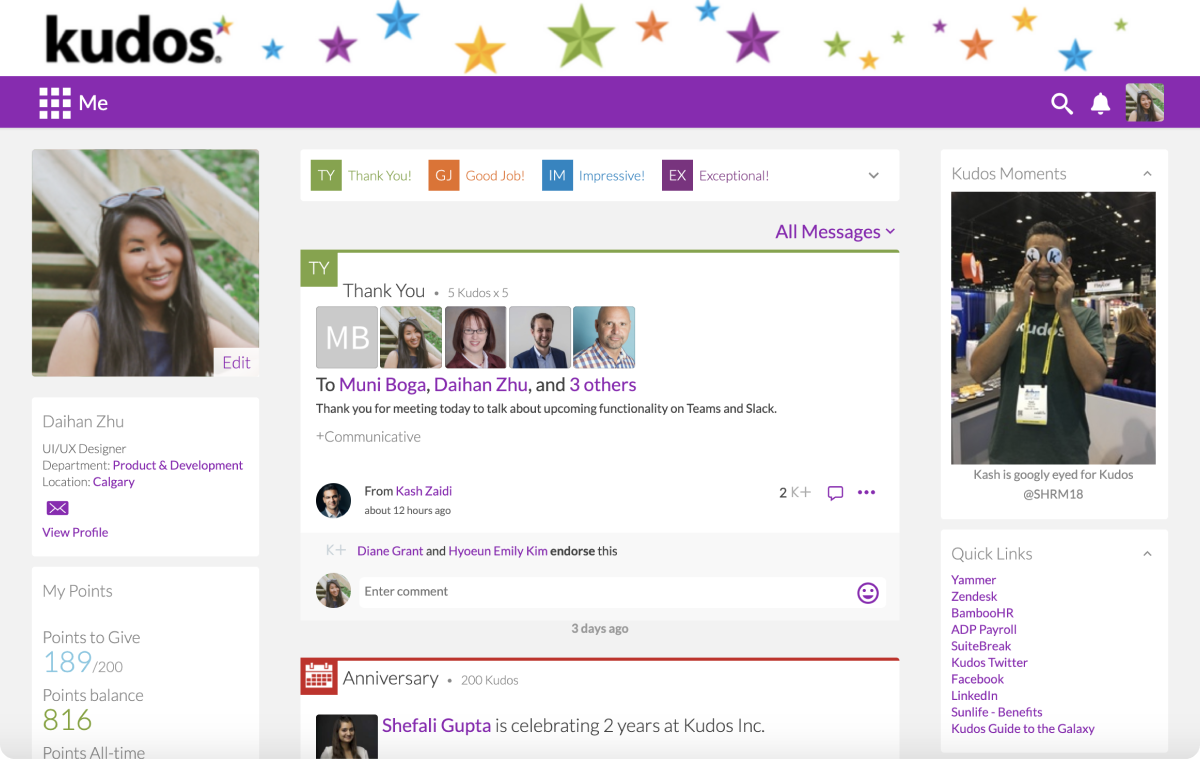 kudos®
Me
Edit
Daihan Zhu
UI/UX Designer
Department: Product & Development
Location: Calgary
View Profile
My Points
Points to Give
189/200
Points balance
816
Points All-time
TY Thank You! GJ Good Job! IM Impressive! EX Exceptional!
All Messages
TY
Thank You • 5 Kudos x 5
MB
To Muni Boga, Daihan Zhu, and 3 others
Thank you for meeting today to talk about upcoming functionality on Teams and Slack.
+Communicative
From Kash Zaidi
about 12 hours ago
2 K+
K+ Diane Grant and Hyoeun Emily Kim endorse this
Enter comment
3 days ago
Anniversary • 200 Kudos
Shefali Gupta is celebrating 2 years at Kudos Inc.
Kudos Moments
kudos
Kash is googly eyed for Kudos
@SHRM18
Quick Links
Yammer
Zendesk
BambooHR
ADP Payroll
SuiteBreak
Kudos Twitter
Facebook
LinkedIn
Sunlife - Benefits
Kudos Guide to the Galaxy